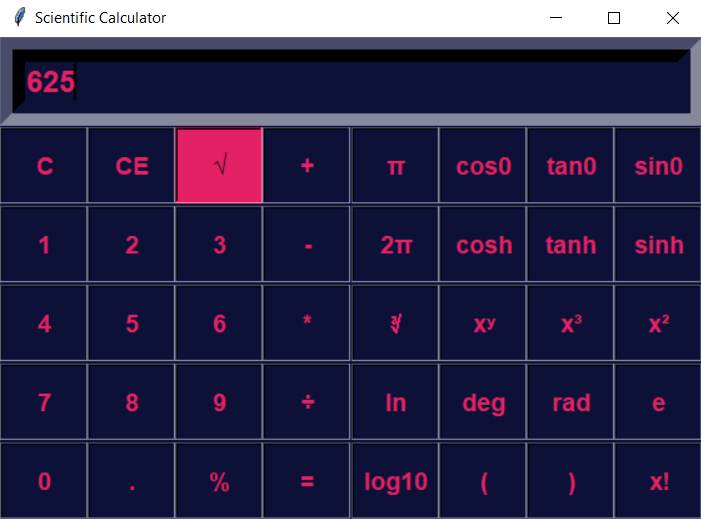 Scientific Calculator
625
C CE √ + π cos0 tan0 sin0
1 2 3 - 2π cosh tanh sinh
4 5 6 * ∛ xʸ x³ x²
7 8 9 ÷ ln deg rad e
0 . % = log10 ( ) x!